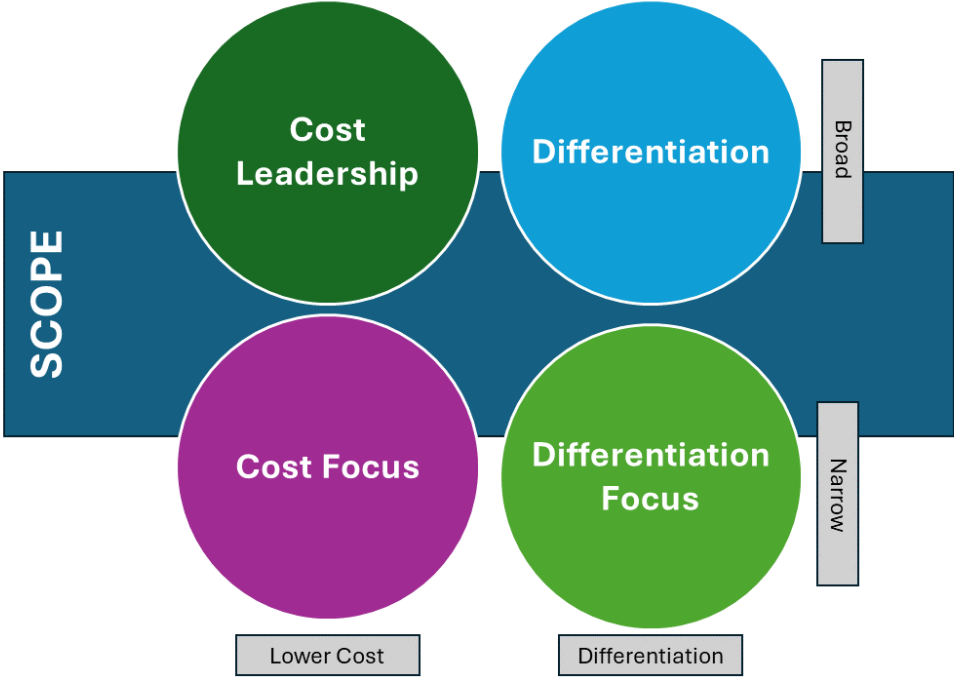 Cost
Leadership
Differentiation
Broad
SCOPE
Cost Focus
Differentiation
Focus
Narrow
Lower Cost
Differentiation